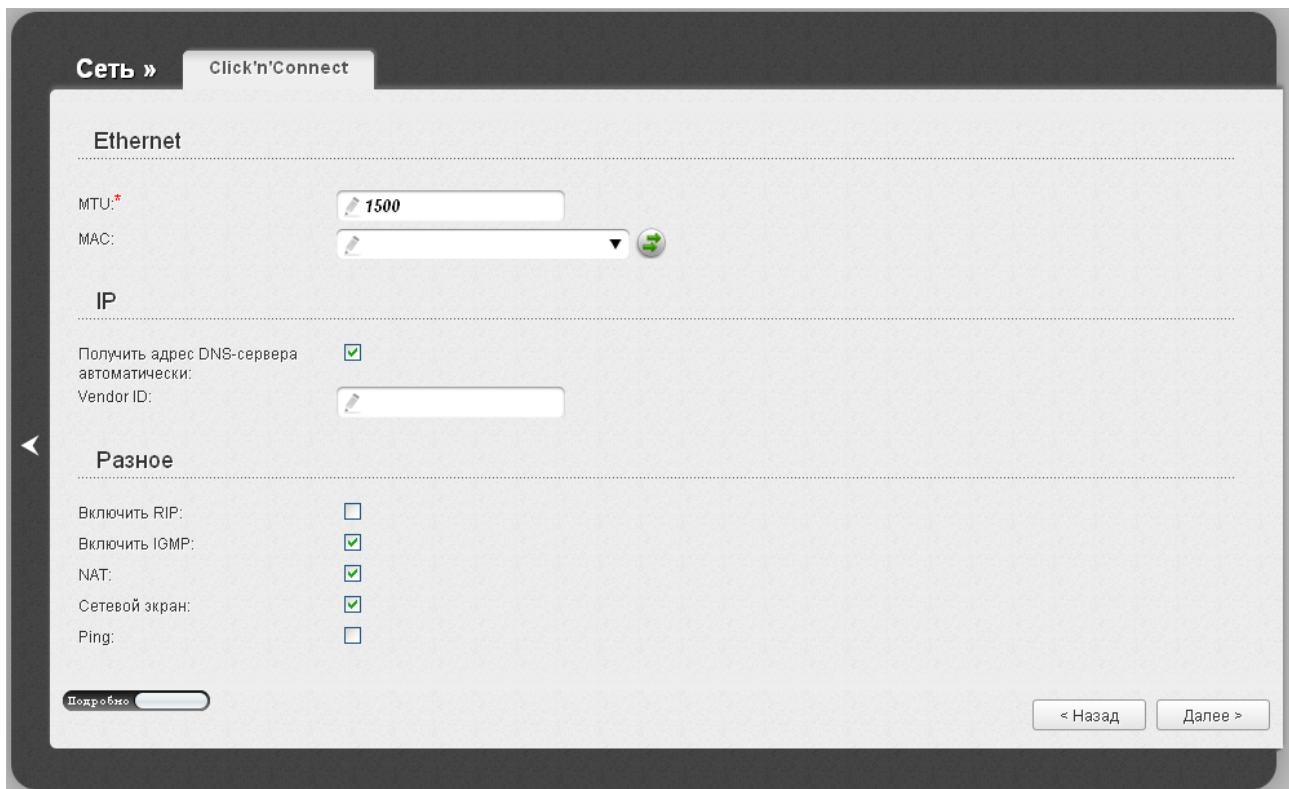 Сеть »
Click'n'Connect
Ethernet
MTU:*
1500
MAC:
IP
Получить адрес DNS-сервера
автоматически:
Vendor ID:
Разное
Включить RIP:
Включить IGMP:
NAT:
Сетевой экран:
Ping:
Подробно
< Назад
Далее >